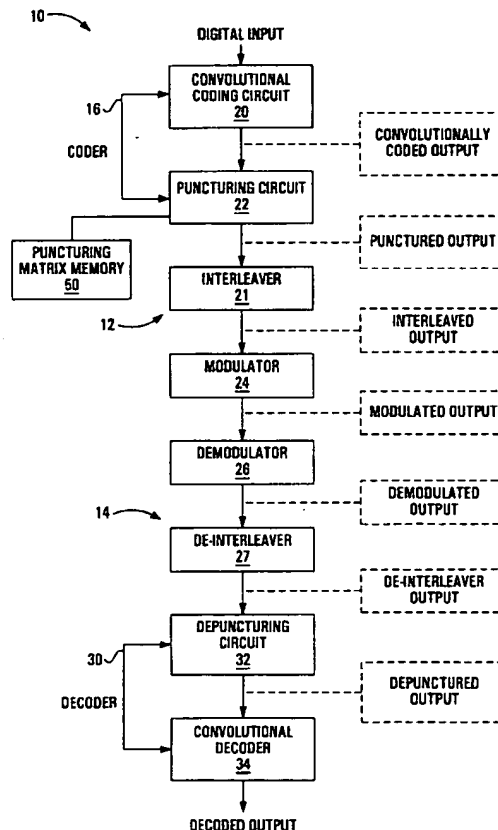 10
DIGITAL INPUT
CONVOLUTIONAL
CODING CIRCUIT
20
16
CODER
CONVOLUTIONALLY
CODED OUTPUT
PUNCTURING CIRCUIT
22
PUNCTURED OUTPUT
PUNCTURING
MATRIX MEMORY
50
INTERLEAVER
21
12
INTERLEAVED
OUTPUT
MODULATOR
24
MODULATED OUTPUT
DEMODULATOR
26
DEMODULATED
OUTPUT
14
DE-INTERLEAVER
27
DE-INTERLEAVER
OUTPUT
DEPUNCTURING
CIRCUIT
32
30
DECODER
DEPUNCTURED
OUTPUT
CONVOLUTIONAL
DECODER
34
DECODED OUTPUT